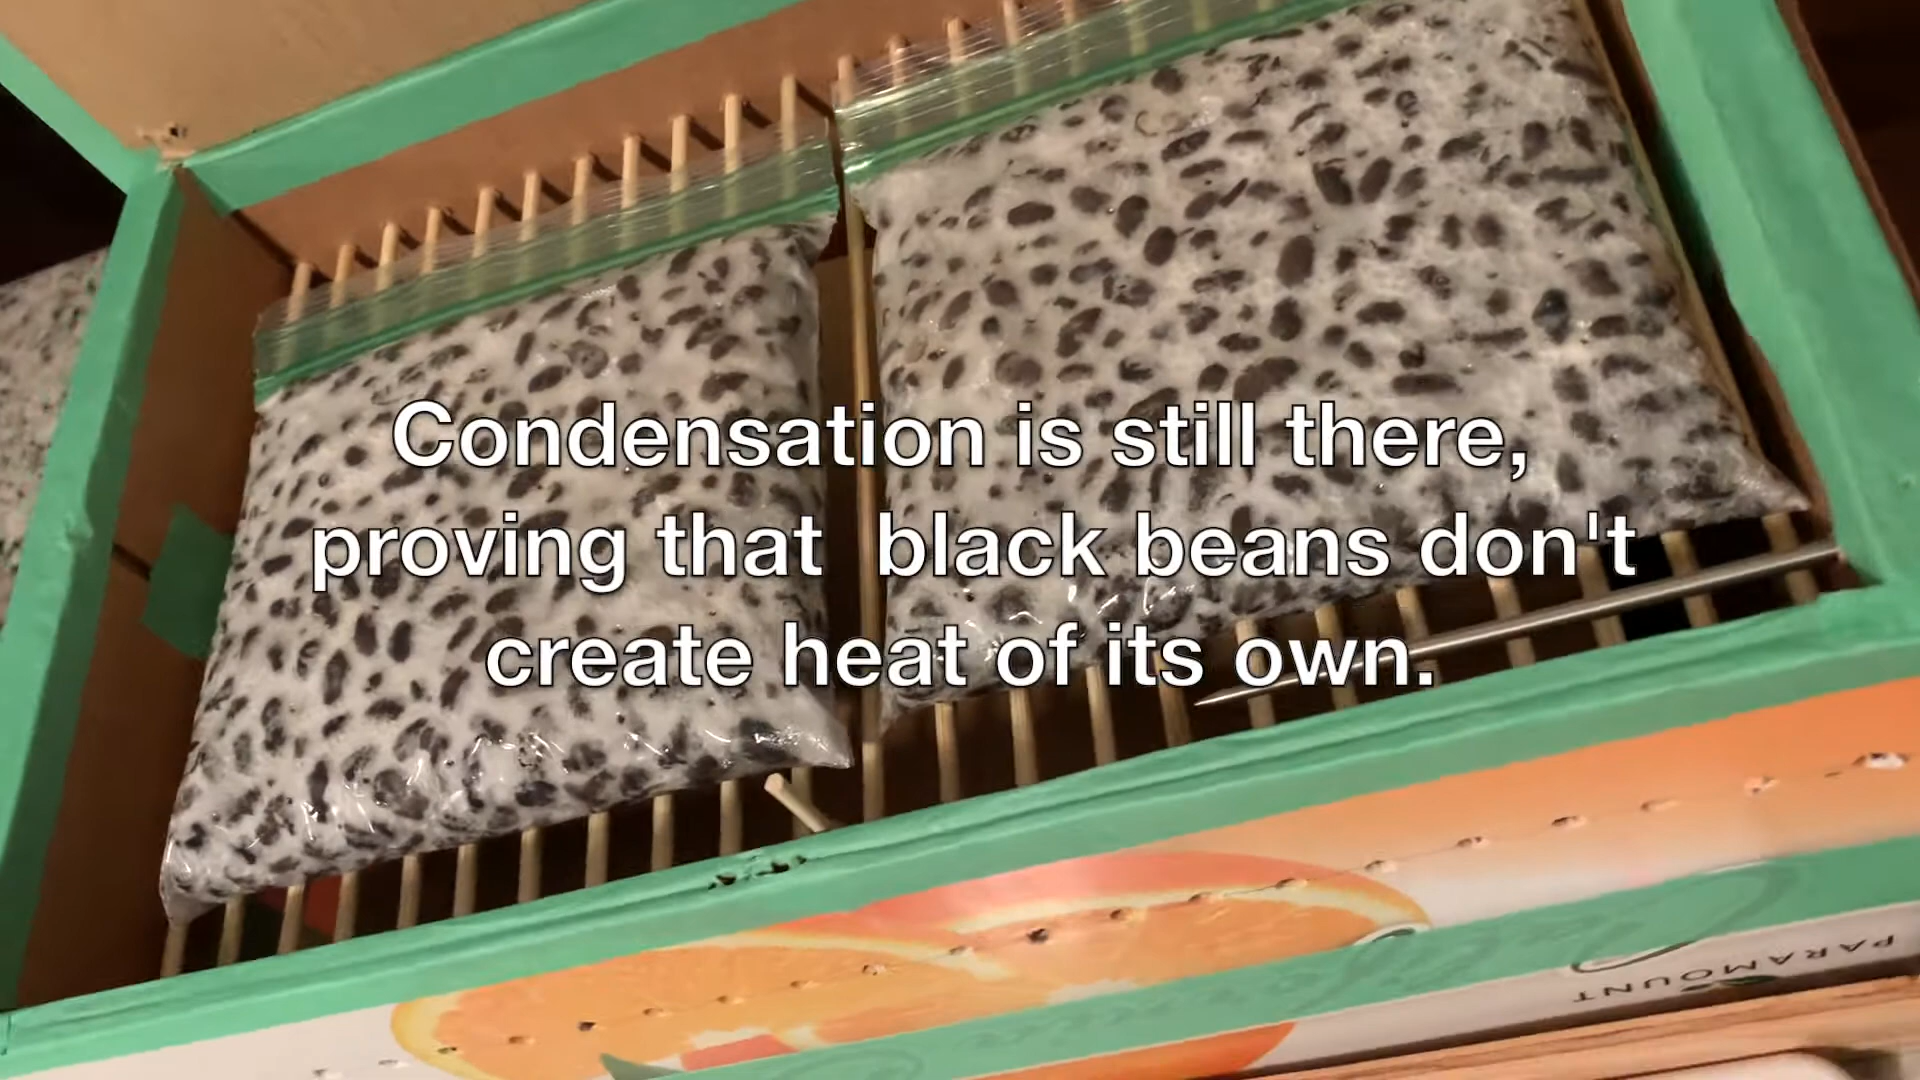 Condensation is still there,
proving that  black beans don't
create heat of its own.
PARAMOUNT